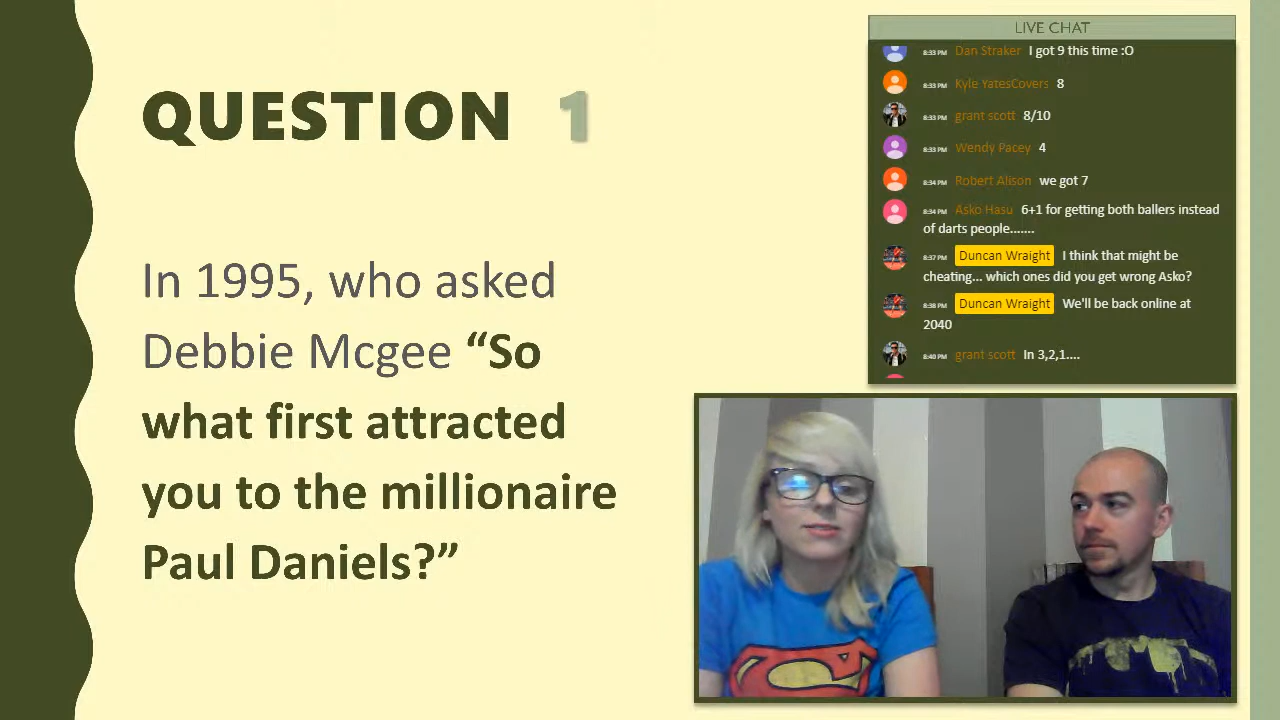 QUESTION 1
In 1995, who asked
Debbie Mcgee “So
what first attracted
you to the millionaire
Paul Daniels?”
LIVE CHAT
8:33 PM Dan Straker I got 9 this time :O
8:33 PM Kyle YatesCovers 8
8:33 PM grant scott 8/10
8:33 PM Wendy Pacey 4
8:34 PM Robert Alison we got 7
8:34 PM Asko Hasu 6+1 for getting both ballers instead
of darts people.......
8:37 PM Duncan Wraight I think that might be
cheating... which ones did you get wrong Asko?
8:38 PM Duncan Wraight We'll be back online at
2040
8:40 PM grant scott In 3,2,1....